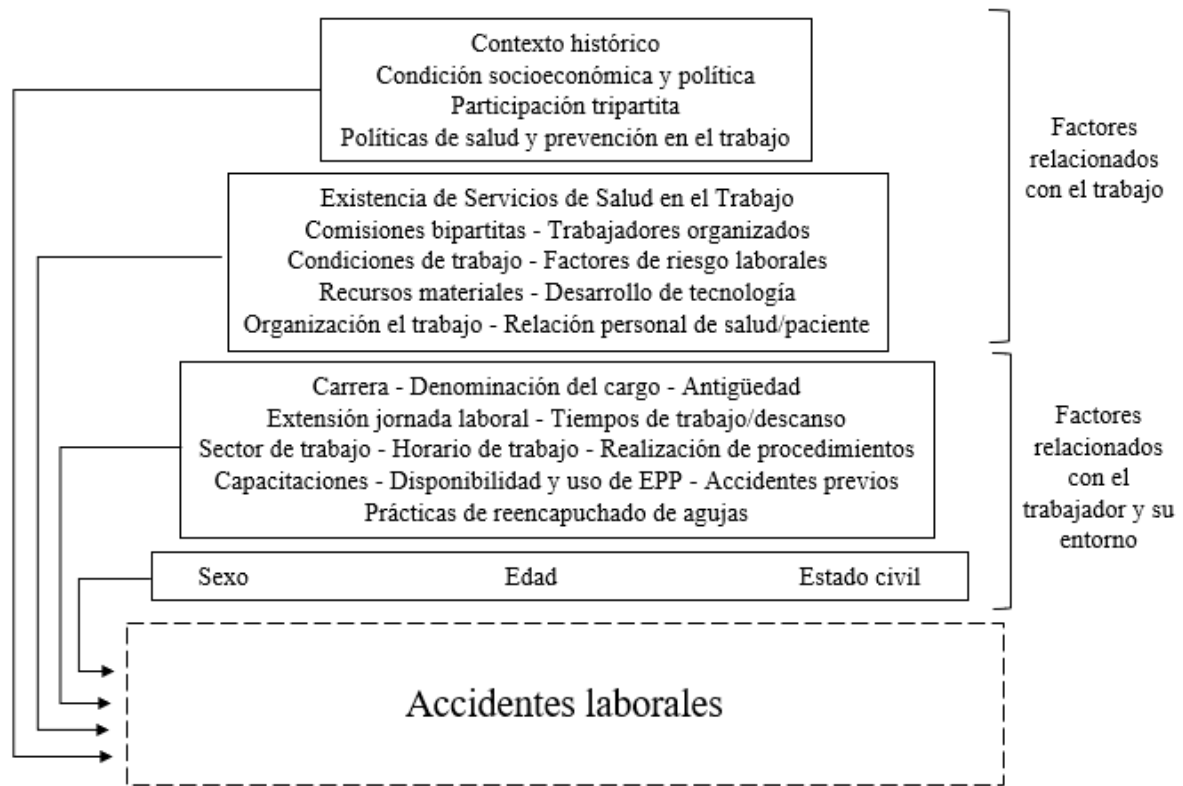 Contexto histórico
Condición socioeconómica y política
Participación tripartita
Políticas de salud y prevención en el trabajo
Factores
relacionados
con el trabajo
Existencia de Servicios de Salud en el Trabajo
Comisiones bipartitas - Trabajadores organizados
Condiciones de trabajo - Factores de riesgo laborales
Recursos materiales - Desarrollo de tecnología
Organización el trabajo - Relación personal de salud/paciente
Carrera - Denominación del cargo - Antigüedad
Extensión jornada laboral - Tiempos de trabajo/descanso
Sector de trabajo - Horario de trabajo - Realización de procedimientos
Capacitaciones - Disponibilidad y uso de EPP - Accidentes previos
Prácticas de reencapuchado de agujas
Factores
relacionados
con el
trabajador y su
entorno
Sexo Edad Estado civil
Accidentes laborales